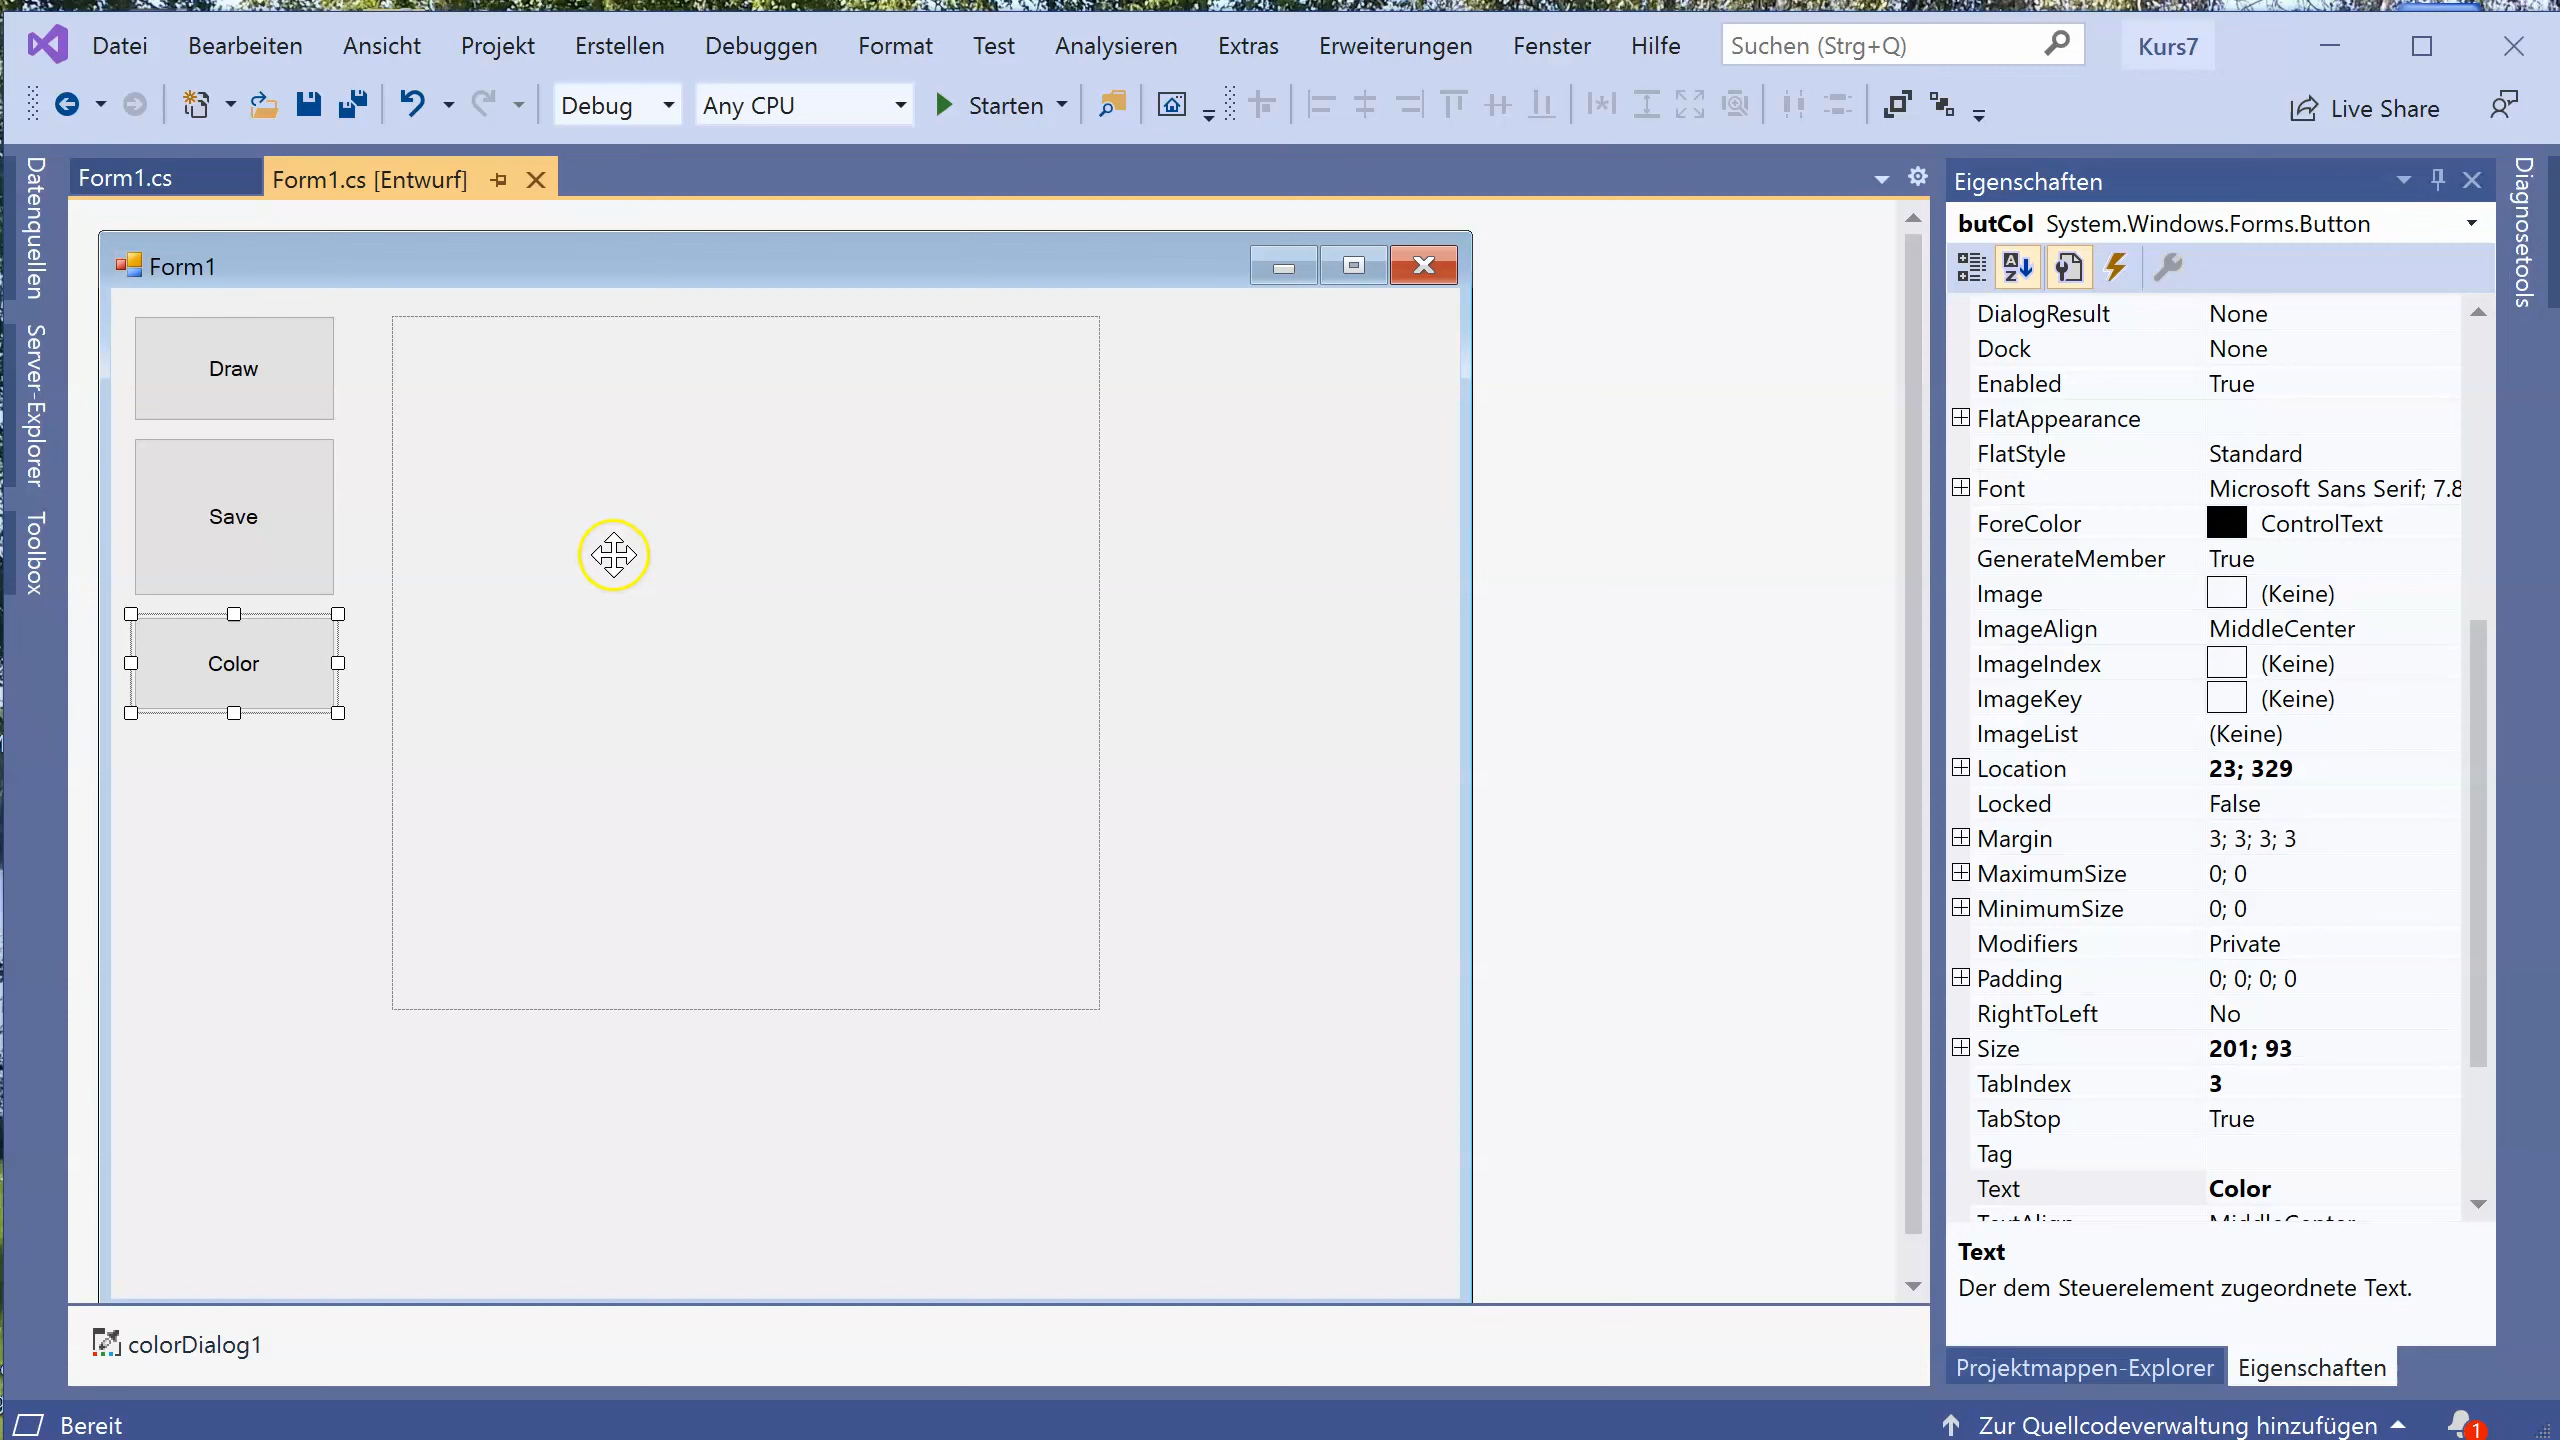 Datei Bearbeiten Ansicht Projekt Erstellen Debuggen Format Test Analysieren Extras Erweiterungen Fenster Hilfe Suchen (Strg+Q) Kurs7
Debug Any CPU Starten Live Share
Datenquellen
Server-Explorer
Toolbox
Form1.cs Form1.cs [Entwurf]
Form1
Draw
Save
Color
colorDialog1
Eigenschaften
butCol System.Windows.Forms.Button
DialogResult None
Dock None
Enabled True
FlatAppearance
FlatStyle Standard
Font Microsoft Sans Serif; 7.8
ForeColor ControlText
GenerateMember True
Image (Keine)
ImageAlign MiddleCenter
ImageIndex (Keine)
ImageKey (Keine)
ImageList (Keine)
Location 23; 329
Locked False
Margin 3; 3; 3; 3
MaximumSize 0; 0
MinimumSize 0; 0
Modifiers Private
Padding 0; 0; 0; 0
RightToLeft No
Size 201; 93
TabIndex 3
TabStop True
Tag
Text Color
TextAlign MiddleCenter
Text
Der dem Steuerelement zugeordnete Text.
Projektmappen-Explorer Eigenschaften
Diagnosetools
Bereit Zur Quellcodeverwaltung hinzufügen 1